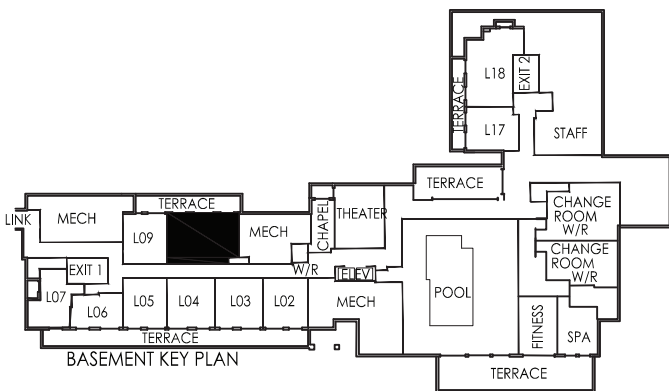 L18
EXIT 2
TERRACE
L17
STAFF
TERRACE
TERRACE
CHAPEL
THEATER
CHANGE
ROOM
W/R
LINK
MECH
L09
MECH
W/R
ELEV
CHANGE
ROOM
W/R
EXIT 1
L07
L06
L05
L04
L03
L02
MECH
POOL
FITNESS
SPA
TERRACE
TERRACE
BASEMENT KEY PLAN